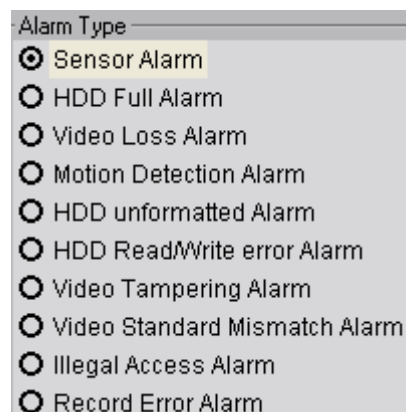 Alarm Type
Sensor Alarm
HDD Full Alarm
Video Loss Alarm
Motion Detection Alarm
HDD unformatted Alarm
HDD Read/Write error Alarm
Video Tampering Alarm
Video Standard Mismatch Alarm
Illegal Access Alarm
Record Error Alarm